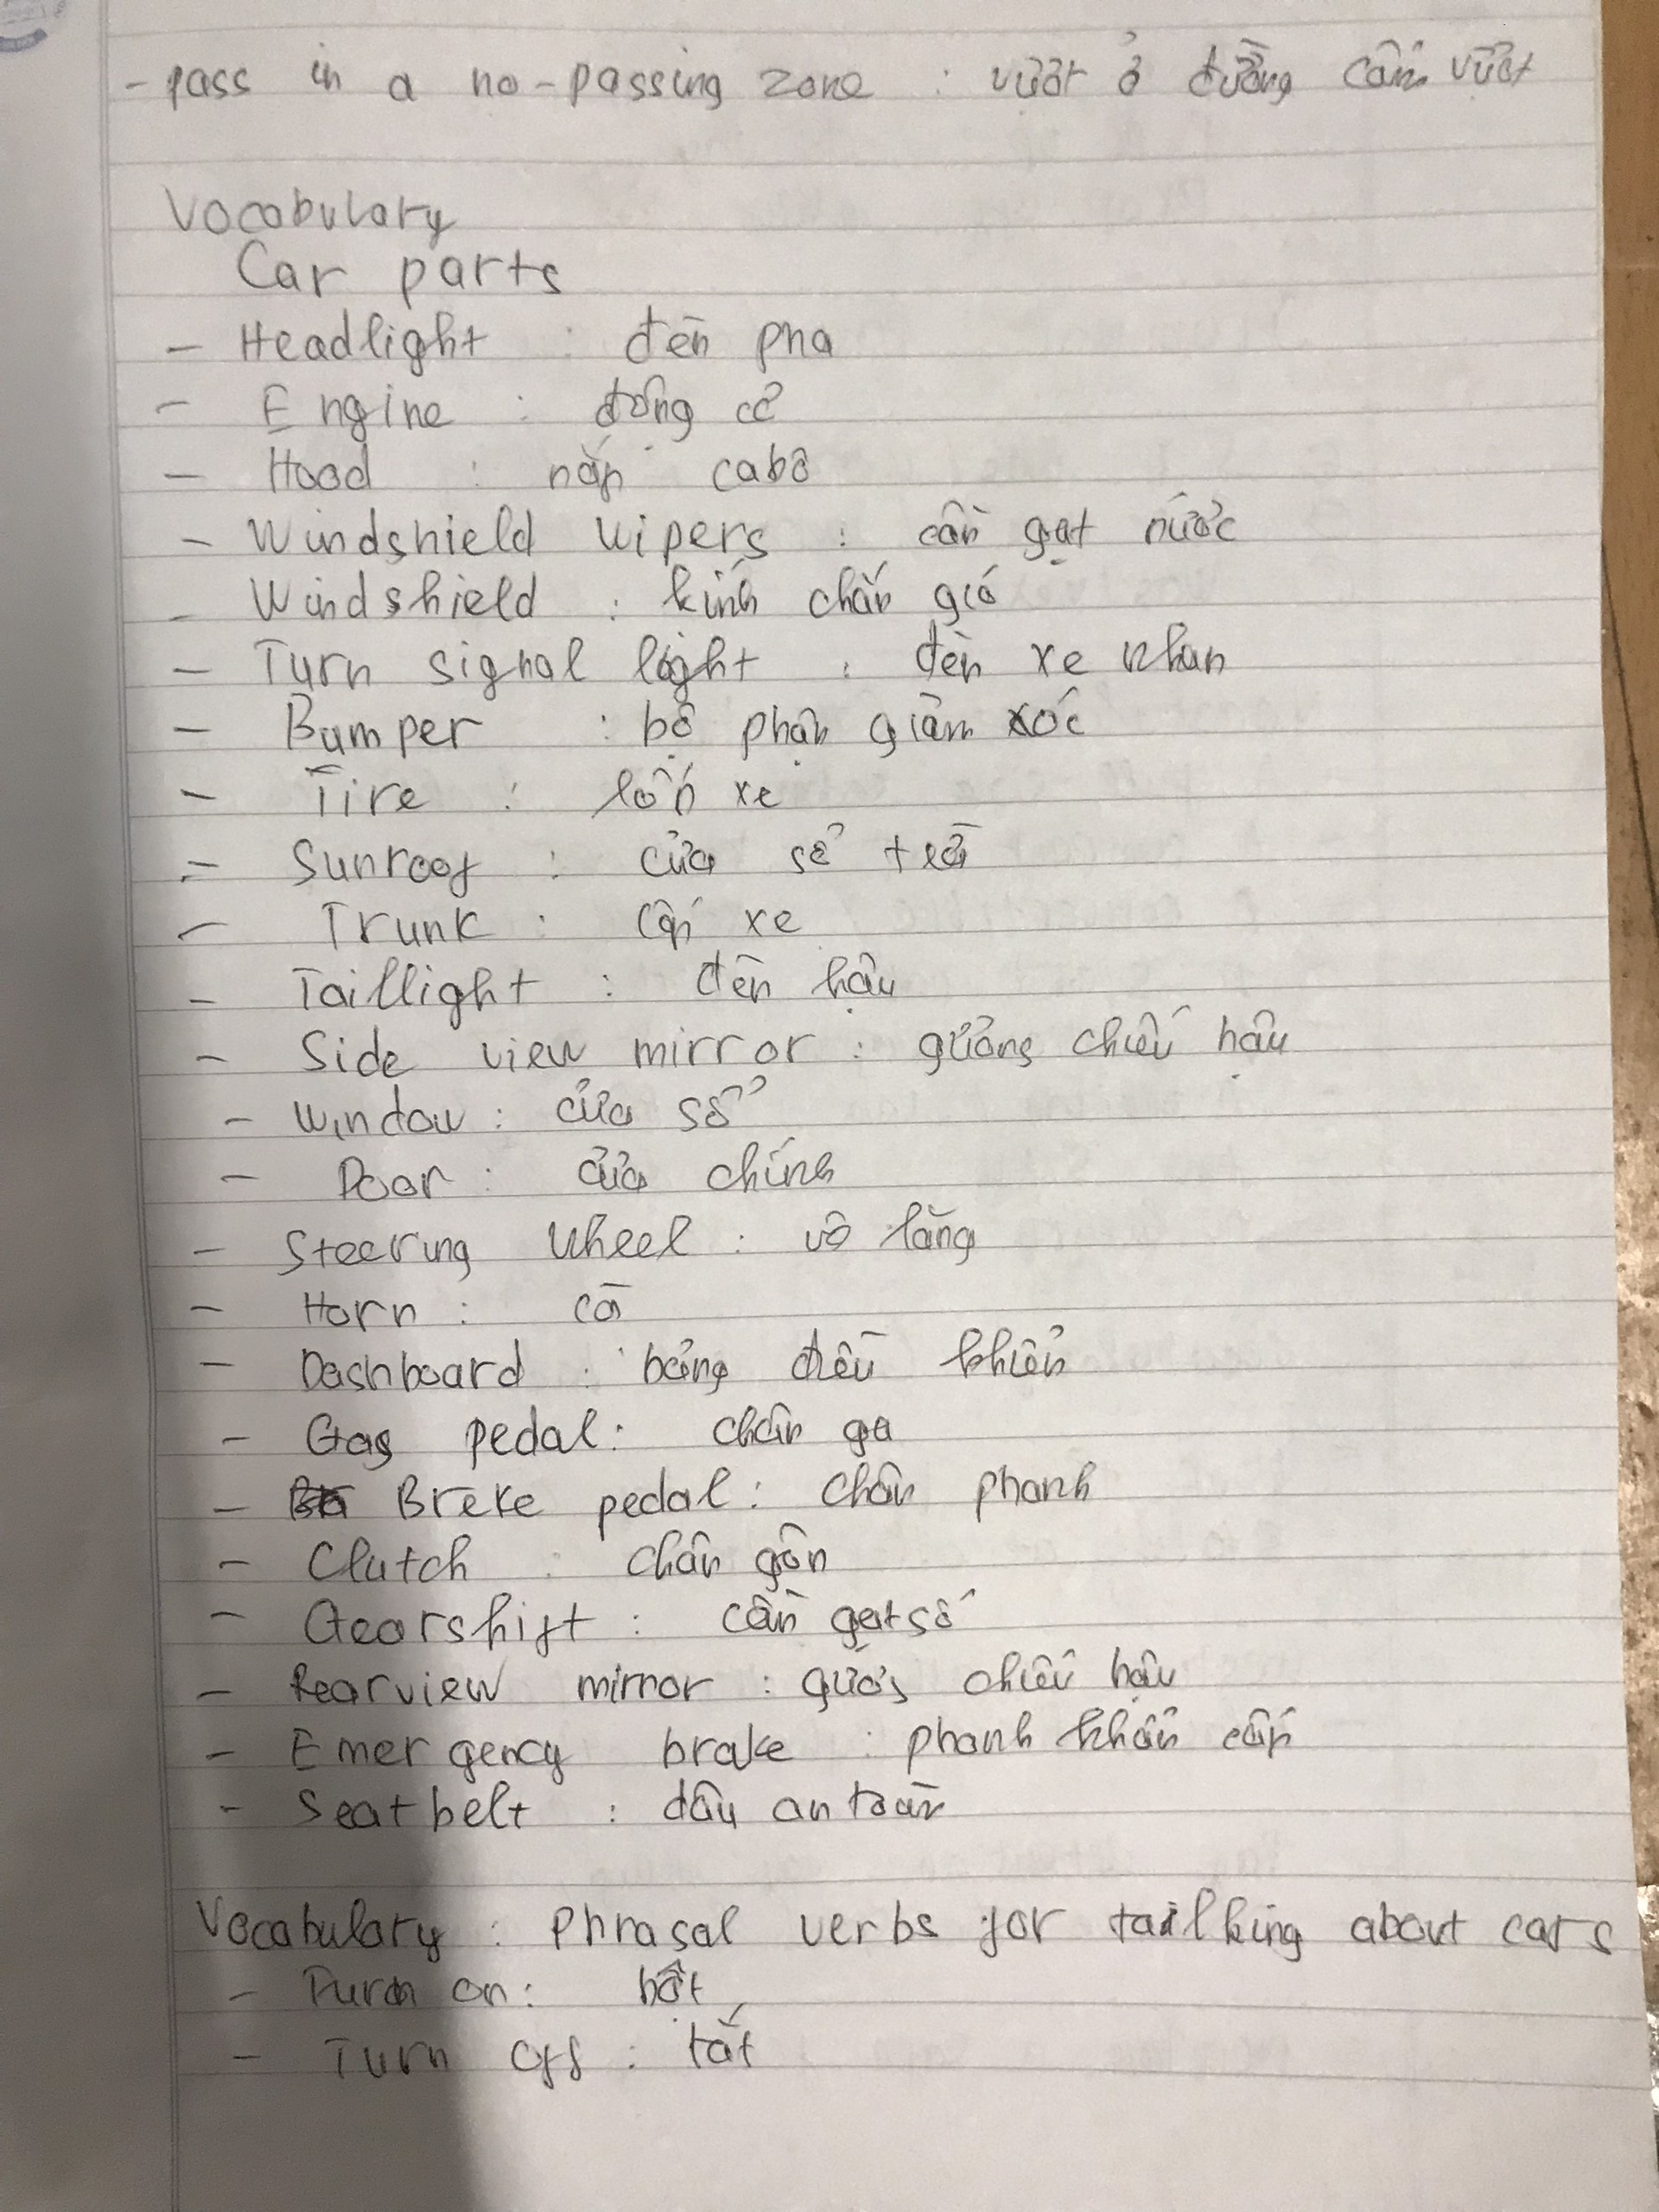 - pass in a no-passing zone : vượt ở đường cấm vượt
Vocabulary
Car parts
- Headlight : đèn pha
- Engine : động cơ
- Hood : nắp cabô
- Windshield wipers : cần gạt nước
- Windshield : kính chắn gió
- Turn signal light : đèn xe nhan
- Bumper : bộ phận giảm xóc
- Tire : lốp xe
- Sunroof : cửa sổ trời
- Trunk : cốp xe
- Taillight : đèn hậu
- Side view mirror : gương chiếu hậu
- Window : cửa sổ
- Door : cửa chính
- Steering wheel : vô lăng
- Horn : còi
- Dashboard : bảng điều khiển
- Gas pedal : chân ga
- Breke pedal : chân phanh
- Clutch : chân gôn
- Gearshift : cần gạt số
- Rearview mirror : gương chiếu hậu
- Emergency brake : phanh khẩn cấp
- Seatbelt : dây an toàn
Vocabulary : Phrasal verbs for tailking about cars
- Turn on : bật
- Turn off : tắt